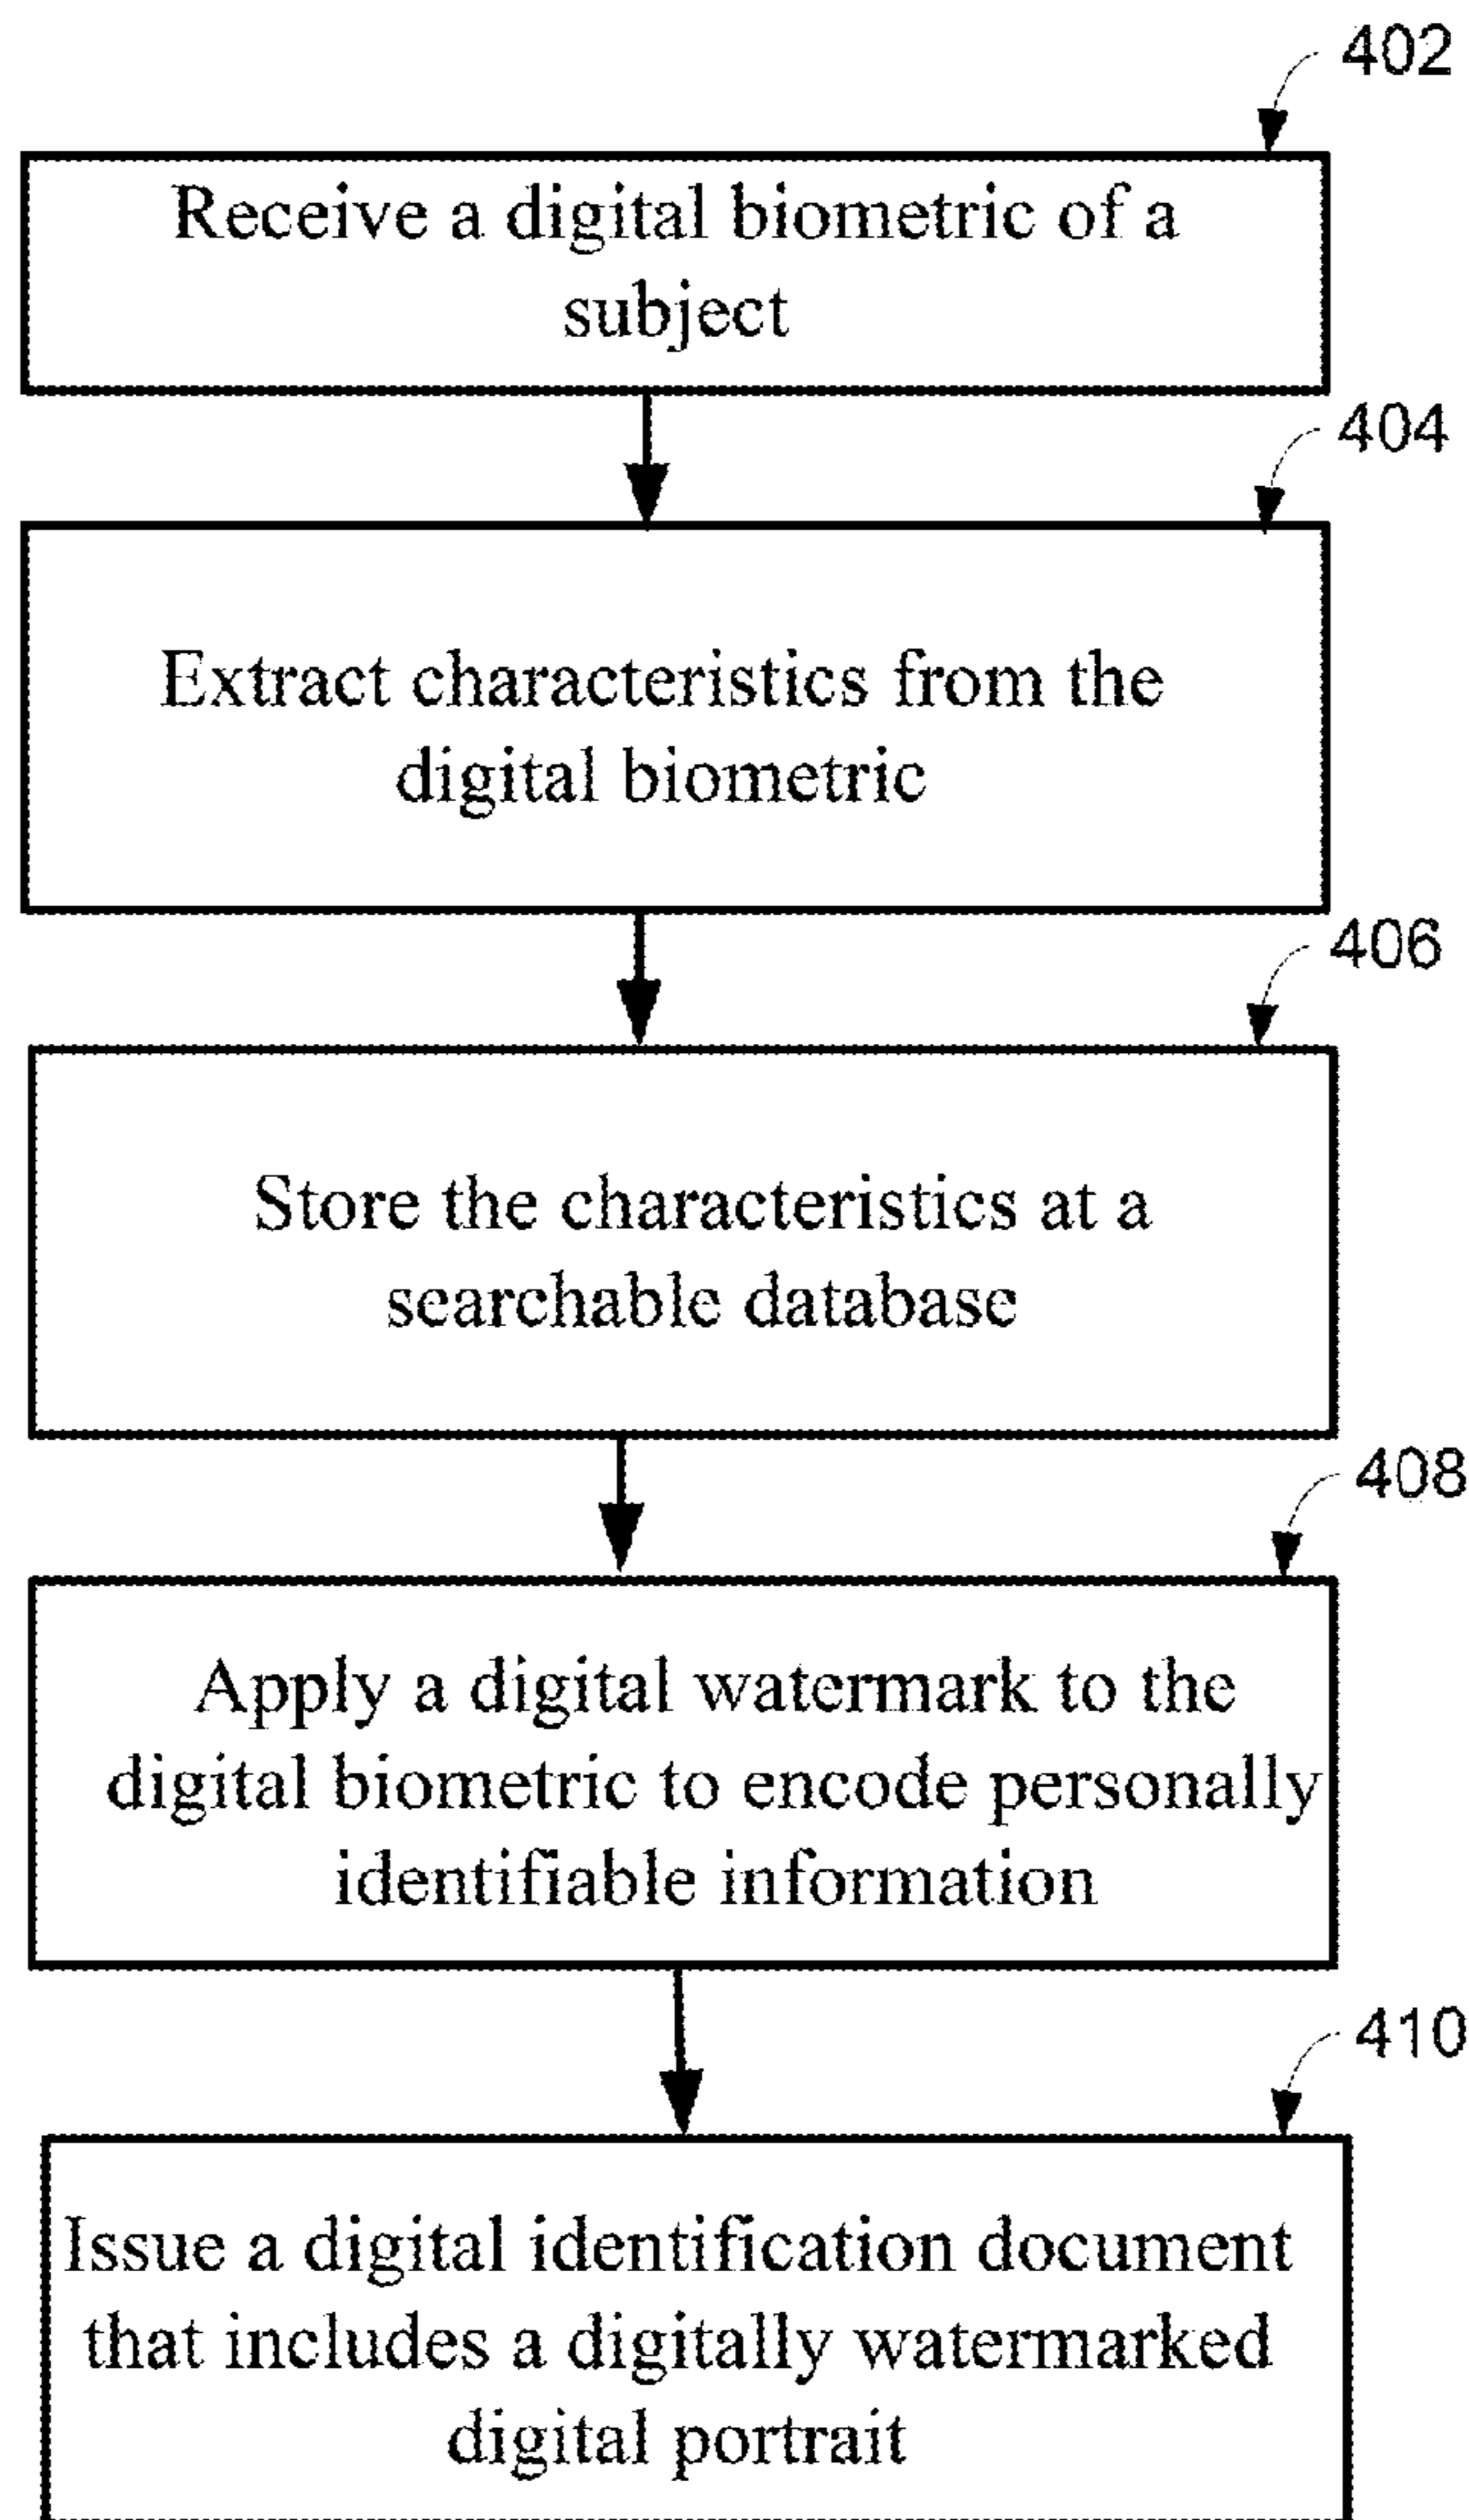 402
Receive a digital biometric of a
subject
404
Extract characteristics from the
digital biometric
406
Store the characteristics at a
searchable database
408
Apply a digital watermark to the
digital biometric to encode personally
identifiable information
410
Issue a digital identification document
that includes a digitally watermarked
digital portrait